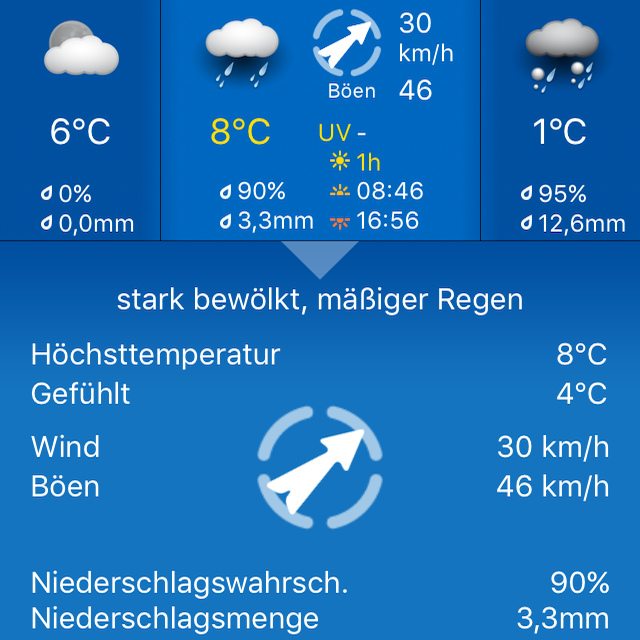 6°C
0%
0,0mm
8°C
90%
3,3mm
30
km/h
Böen 46
UV -
1h
08:46
16:56
1°C
95%
12,6mm
stark bewölkt, mäßiger Regen
Höchsttemperatur 8°C
Gefühlt 4°C
Wind 30 km/h
Böen 46 km/h
Niederschlagswahrsch. 90%
Niederschlagsmenge 3,3mm